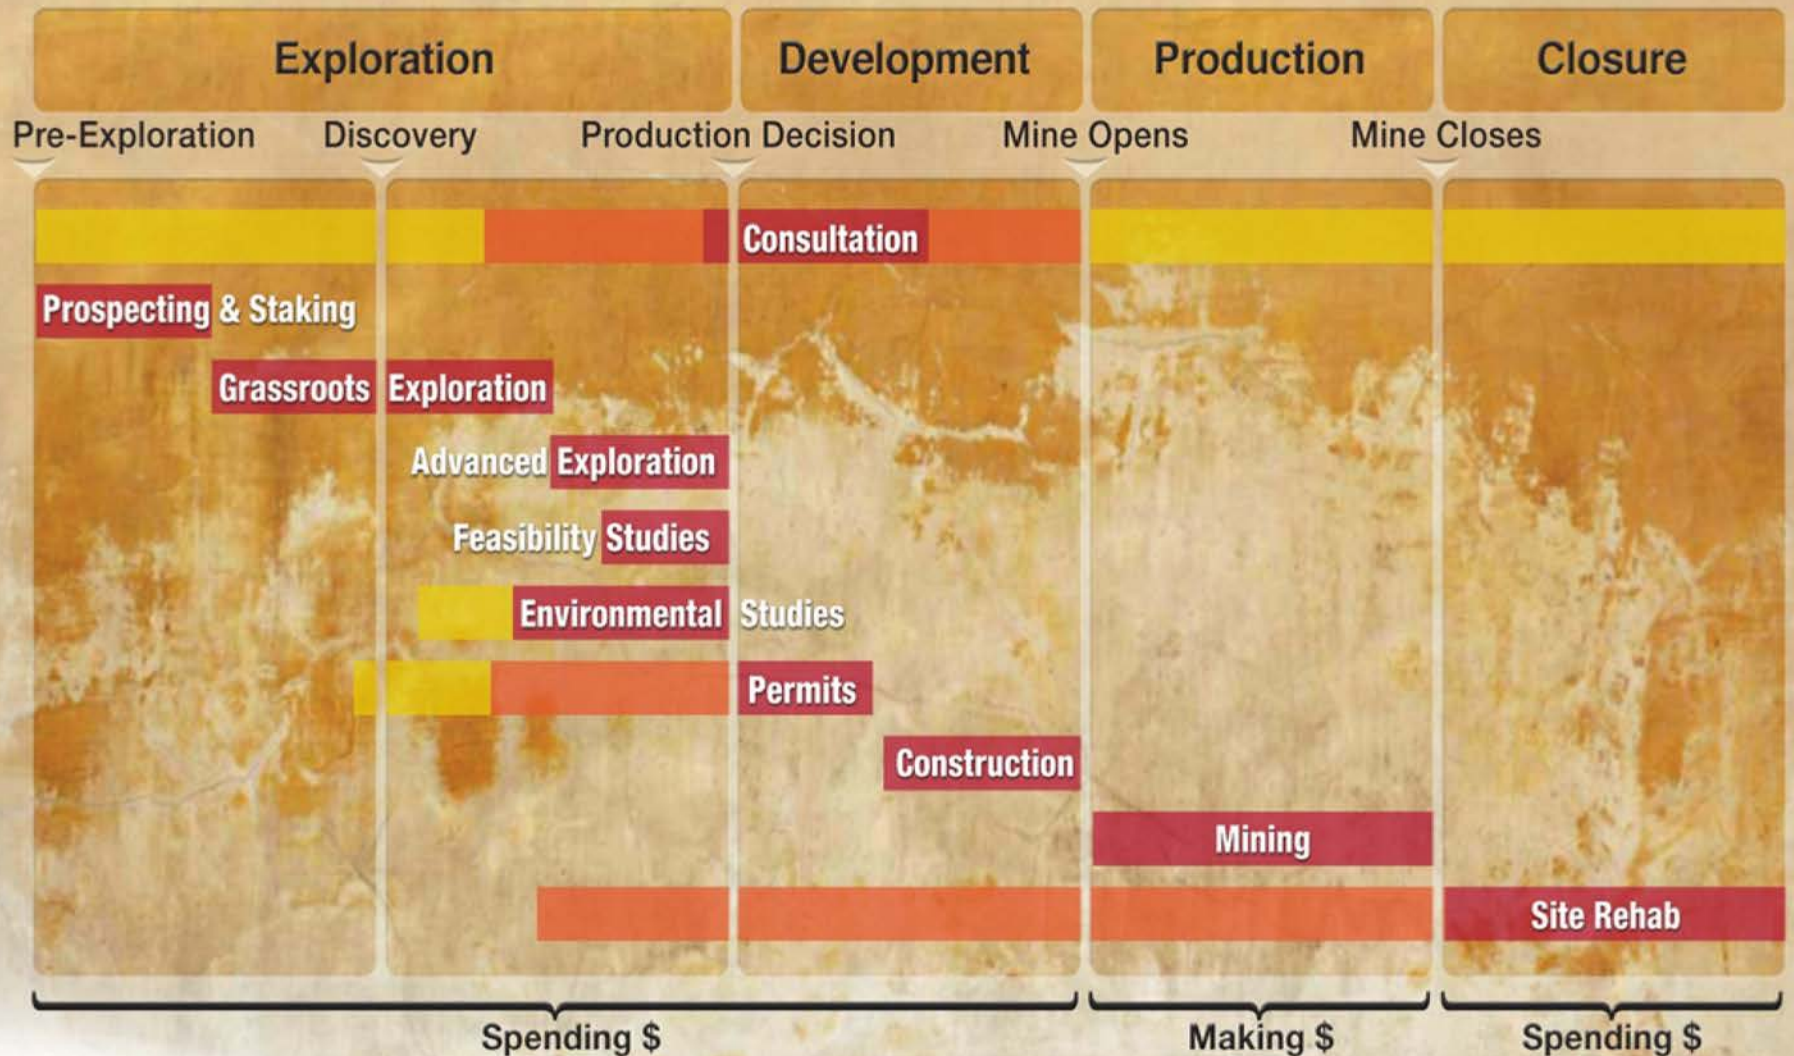 Exploration Development Production Closure
Pre-Exploration Discovery Production Decision Mine Opens Mine Closes
Consultation
Prospecting & Staking
Grassroots Exploration
Advanced Exploration
Feasibility Studies
Environmental Studies
Permits
Construction
Mining
Site Rehab
Spending $ Making $ Spending $